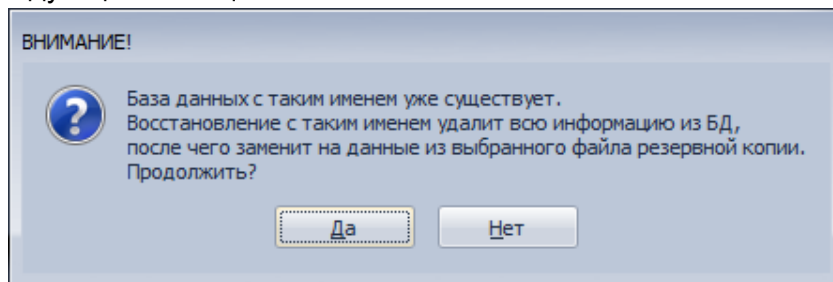 ВНИМАНИЕ!
База данных с таким именем уже существует.
Восстановление с таким именем удалит всю информацию из БД,
после чего заменит на данные из выбранного файла резервной копии.
Продолжить?
Да
Нет